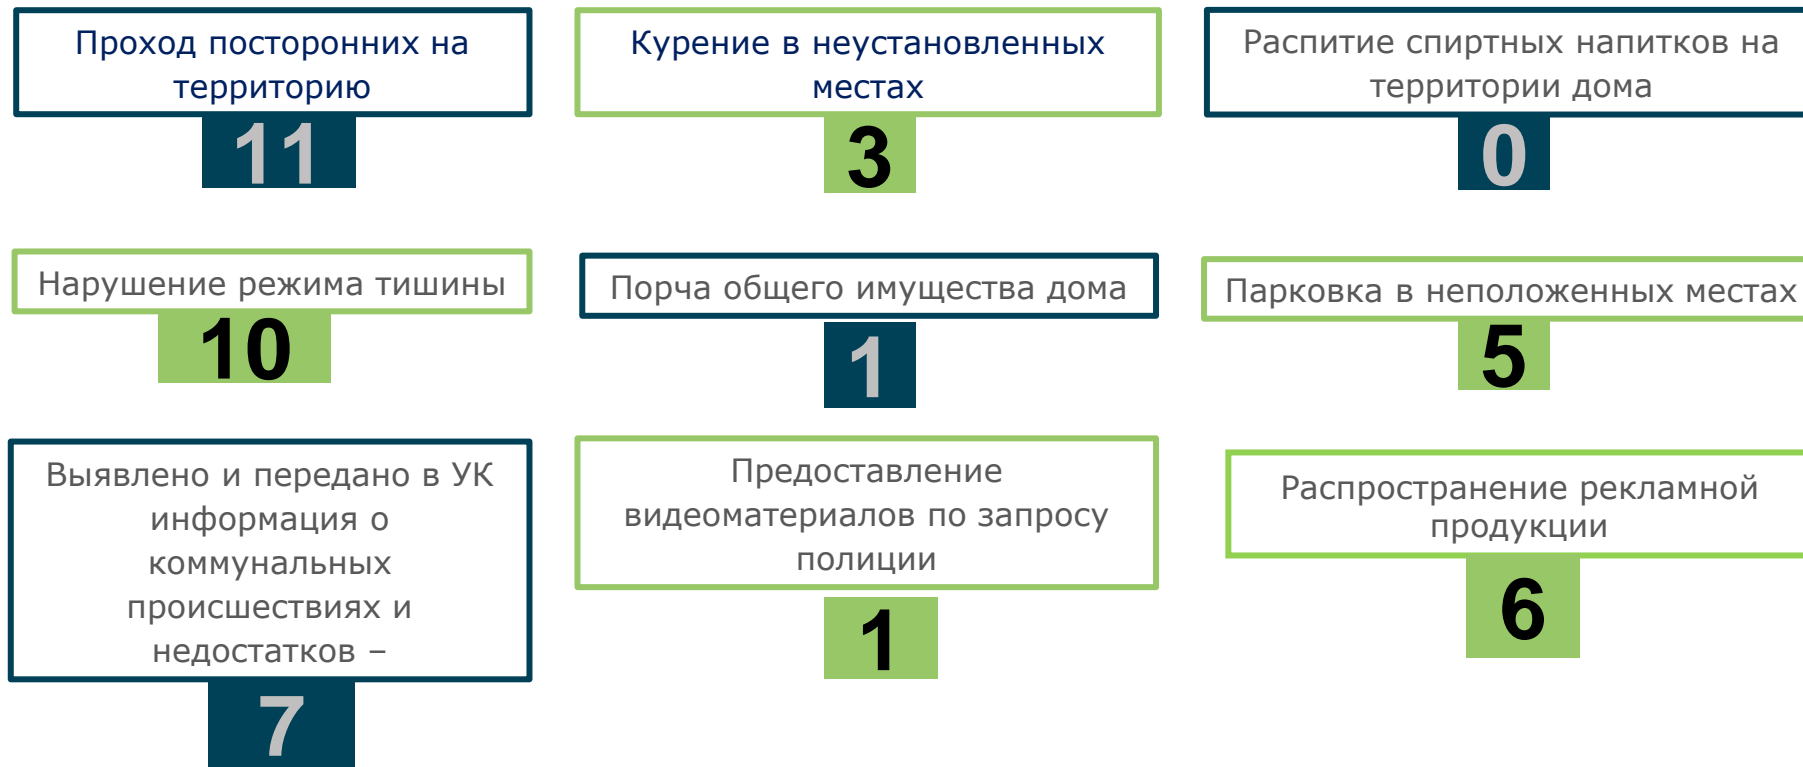 Проход посторонних на
территорию
11
Курение в неустановленных
местах
3
Распитие спиртных напитков на
территории дома
0
Нарушение режима тишины
10
Порча общего имущества дома
1
Парковка в неположенных местах
5
Выявлено и передано в УК
информация о
коммунальных
происшествиях и
недостатков –
7
Предоставление
видеоматериалов по запросу
полиции
1
Распространение рекламной
продукции
6